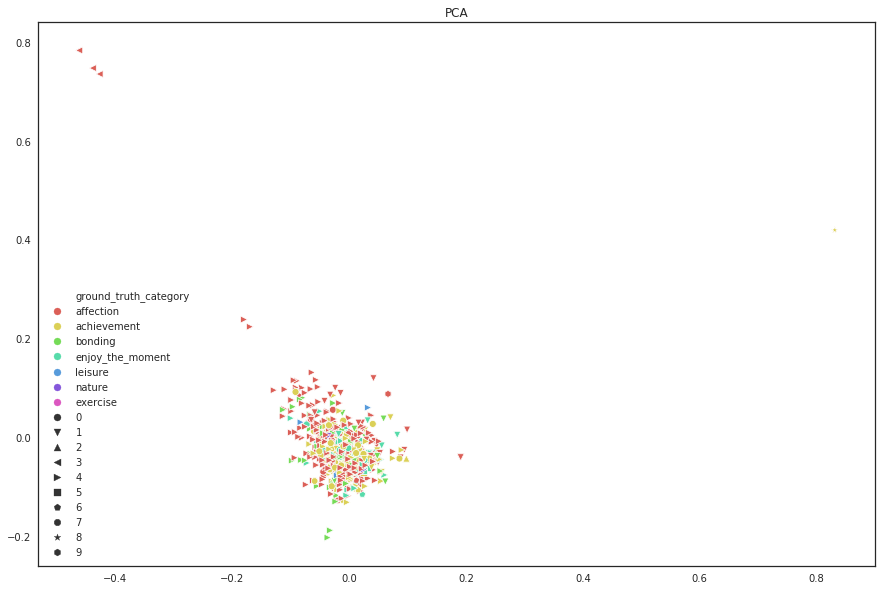 PCA
0.8
0.6
0.4
0.2
0.0
−0.2
ground_truth_category
affection
achievement
bonding
enjoy_the_moment
leisure
nature
exercise
0
1
2
3
4
5
6
7
8
9
−0.4
−0.2
0.0
0.2
0.4
0.6
0.8